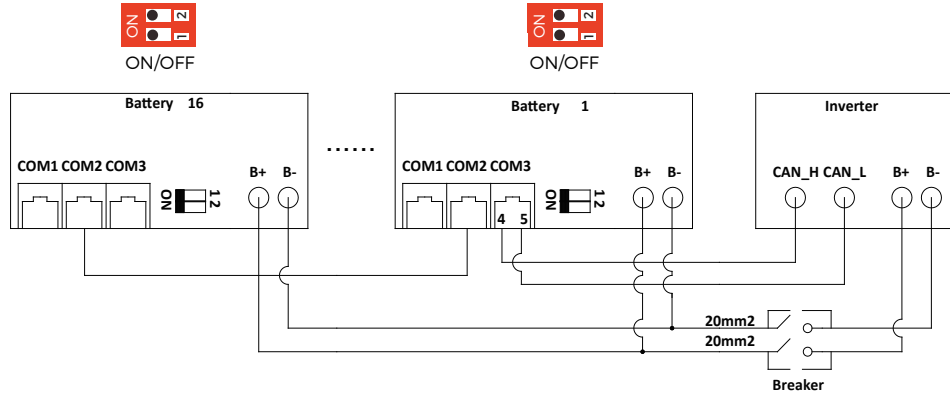 ON 1 2
ON 1 2
ON/OFF
ON/OFF
Battery 16
Battery 1
Inverter
......
COM1 COM2 COM3
ON
1 2
B+
B-
COM1 COM2 COM3
4 5
ON
1 2
B+
B-
CAN_H CAN_L
B+
B-
20mm2
20mm2
Breaker